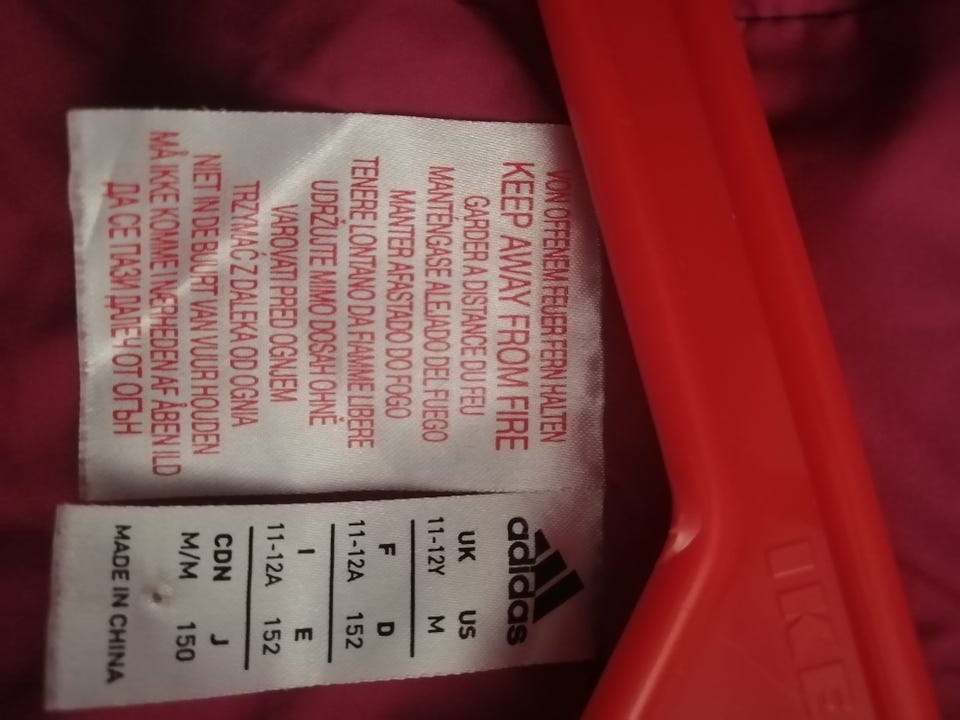 VON OFFENEM FEUER FERN HALTEN
KEEP AWAY FROM FIRE
GARDER A DISTANCE DU FEU
MANTÉNGASE ALEJADO DEL FUEGO
MANTER AFASTADO DO FOGO
TENERE LONTANO DA FIAMME LIBERE
UDRŽUJTE MIMO DOSAH OHNĚ
VAROVATI PRED OGNJEM
TRZYMAĆ Z DALEKA OD OGNIA
NIET IN DE BUURT VAN VUUR HOUDEN
MÅ IKKE KOMME I NÆRHEDEN AF ÅBEN ILD
ДА СЕ ПАЗИ ДАЛЕЧ ОТ ОГЪН
adidas
UK US
11-12Y M
F D
11-12A 152
I E
11-12A 152
CDN J
M/M 150
MADE IN CHINA
IKEA